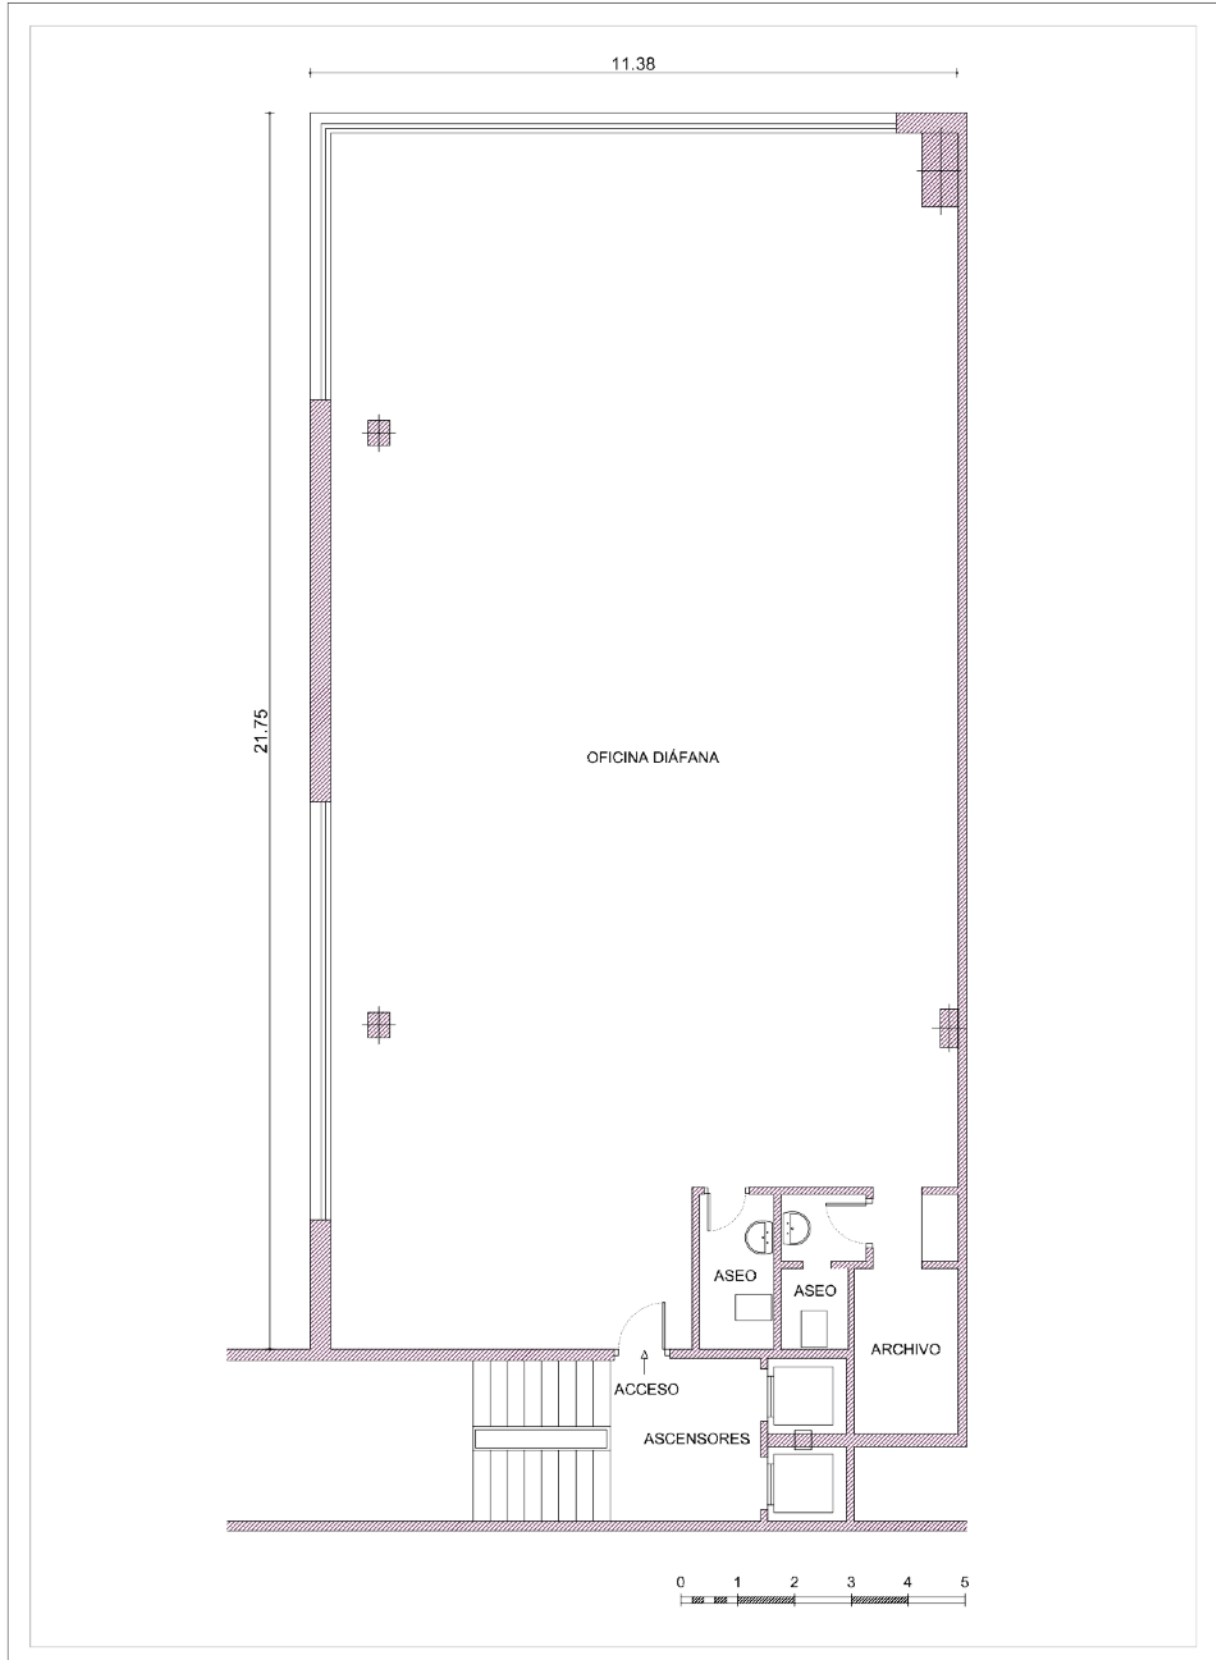 11.38
21.75
OFICINA DIÁFANA
ASEO
ASEO
ARCHIVO
ACCESO
ASCENSORES
0 1 2 3 4 5